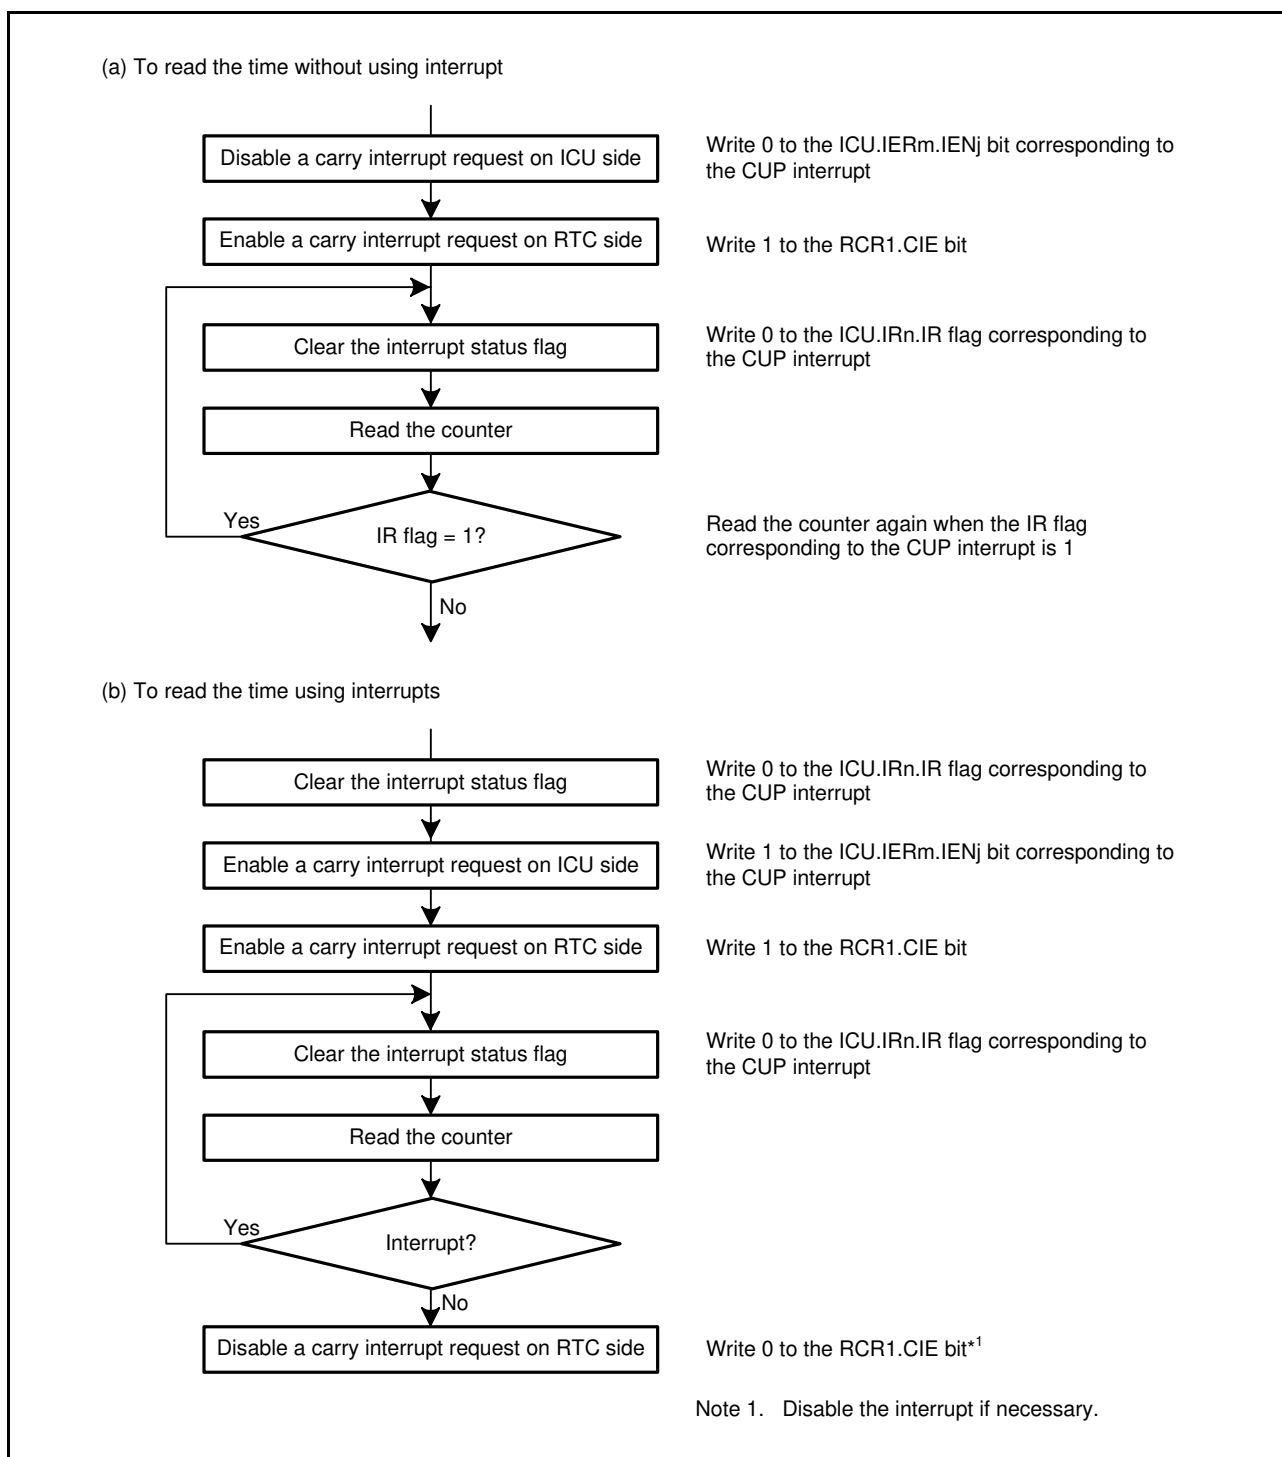 (a) To read the time without using interrupt
Disable a carry interrupt request on ICU side
Write 0 to the ICU.IERm.IENj bit corresponding to
the CUP interrupt
Enable a carry interrupt request on RTC side
Write 1 to the RCR1.CIE bit
Clear the interrupt status flag
Write 0 to the ICU.IRn.IR flag corresponding to
the CUP interrupt
Read the counter
Yes
IR flag = 1?
Read the counter again when the IR flag
corresponding to the CUP interrupt is 1
No
(b) To read the time using interrupts
Clear the interrupt status flag
Write 0 to the ICU.IRn.IR flag corresponding to
the CUP interrupt
Enable a carry interrupt request on ICU side
Write 1 to the ICU.IERm.IENj bit corresponding to
the CUP interrupt
Enable a carry interrupt request on RTC side
Write 1 to the RCR1.CIE bit
Clear the interrupt status flag
Write 0 to the ICU.IRn.IR flag corresponding to
the CUP interrupt
Read the counter
Yes
Interrupt?
No
Disable a carry interrupt request on RTC side
Write 0 to the RCR1.CIE bit*1
Note 1. Disable the interrupt if necessary.